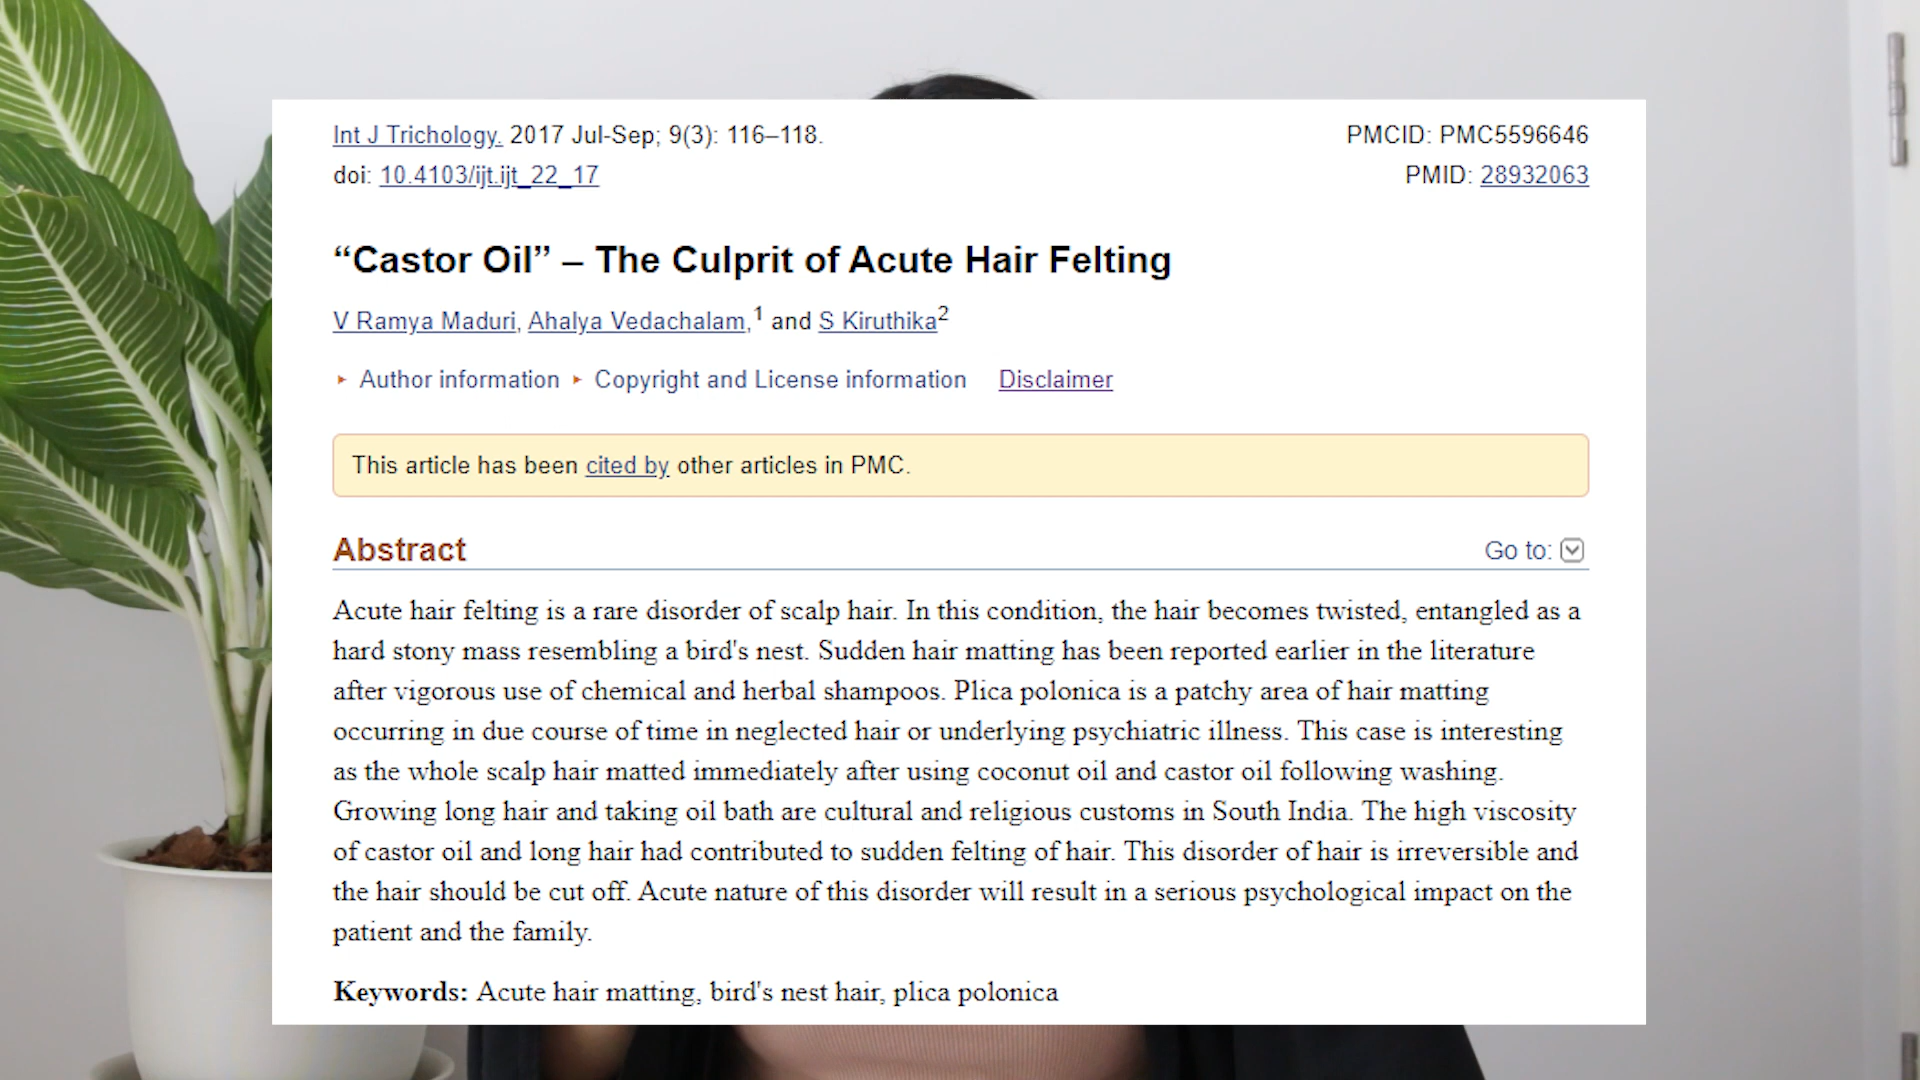 Int J Trichology. 2017 Jul-Sep; 9(3): 116–118.
PMCID: PMC5596646
doi: 10.4103/ijt.ijt_22_17
PMID: 28932063
“Castor Oil” – The Culprit of Acute Hair Felting
V Ramya Maduri, Ahalya Vedachalam,1 and S Kiruthika2
Author information Copyright and License information Disclaimer
This article has been cited by other articles in PMC.
Abstract
Go to:
Acute hair felting is a rare disorder of scalp hair. In this condition, the hair becomes twisted, entangled as a
hard stony mass resembling a bird's nest. Sudden hair matting has been reported earlier in the literature
after vigorous use of chemical and herbal shampoos. Plica polonica is a patchy area of hair matting
occurring in due course of time in neglected hair or underlying psychiatric illness. This case is interesting
as the whole scalp hair matted immediately after using coconut oil and castor oil following washing.
Growing long hair and taking oil bath are cultural and religious customs in South India. The high viscosity
of castor oil and long hair had contributed to sudden felting of hair. This disorder of hair is irreversible and
the hair should be cut off. Acute nature of this disorder will result in a serious psychological impact on the
patient and the family.
Keywords: Acute hair matting, bird's nest hair, plica polonica